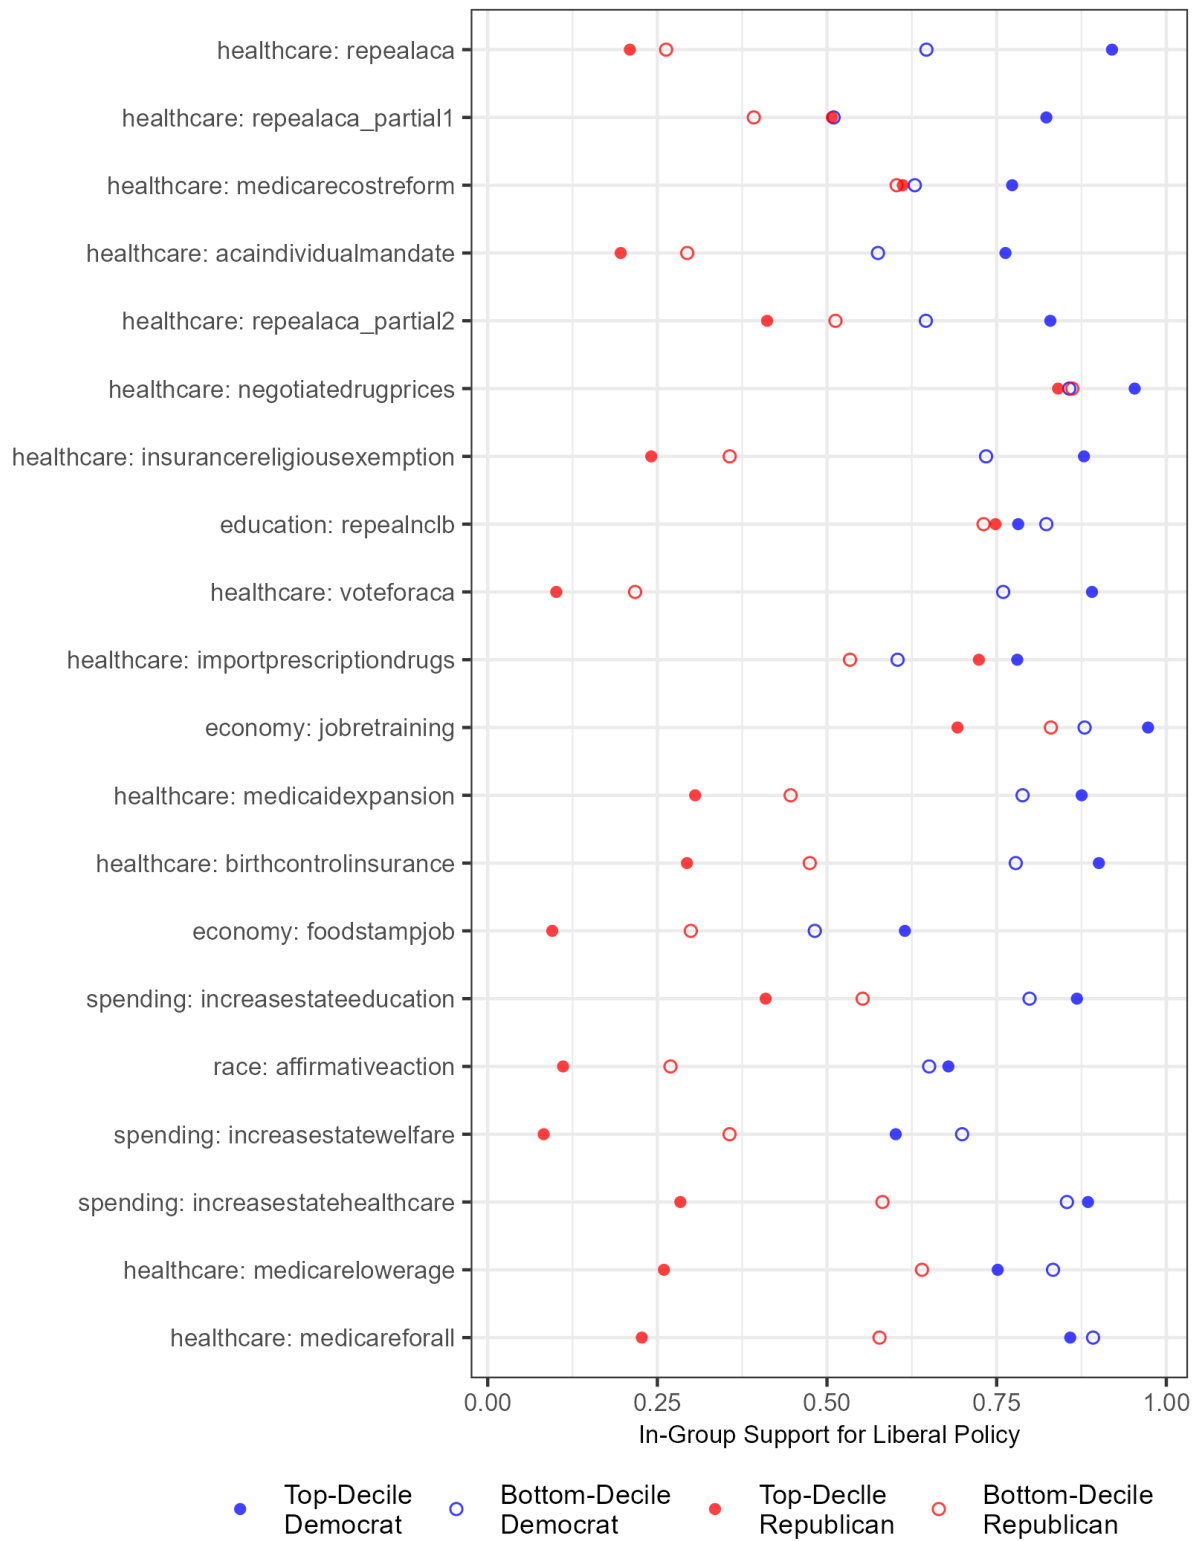 healthcare: repealaca
healthcare: repealaca_partial1
healthcare: medicarecostreform
healthcare: acaindividualmandate
healthcare: repealaca_partial2
healthcare: negotiatedrugprices
healthcare: insurancereligiousexemption
education: repealnclb
healthcare: voteforaca
healthcare: importprescriptiondrugs
economy: jobretraining
healthcare: medicaidexpansion
healthcare: birthcontrolinsurance
economy: foodstampjob
spending: increasestateeducation
race: affirmativeaction
spending: increasestatewelfare
spending: increasestatehealthcare
healthcare: medicarelowerage
healthcare: medicareforall
0.00 0.25 0.50 0.75 1.00
In-Group Support for Liberal Policy
Top-Decile Democrat
Bottom-Decile Democrat
Top-Declle Republican
Bottom-Decile Republican